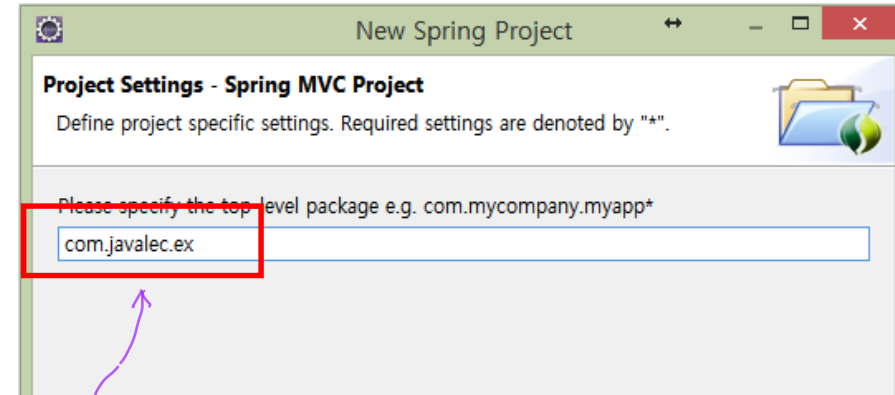 New Spring Project
Project Settings - Spring MVC Project
Define project specific settings. Required settings are denoted by "*".
Please specify the top-level package e.g. com.mycompany.myapp*
com.javalec.ex